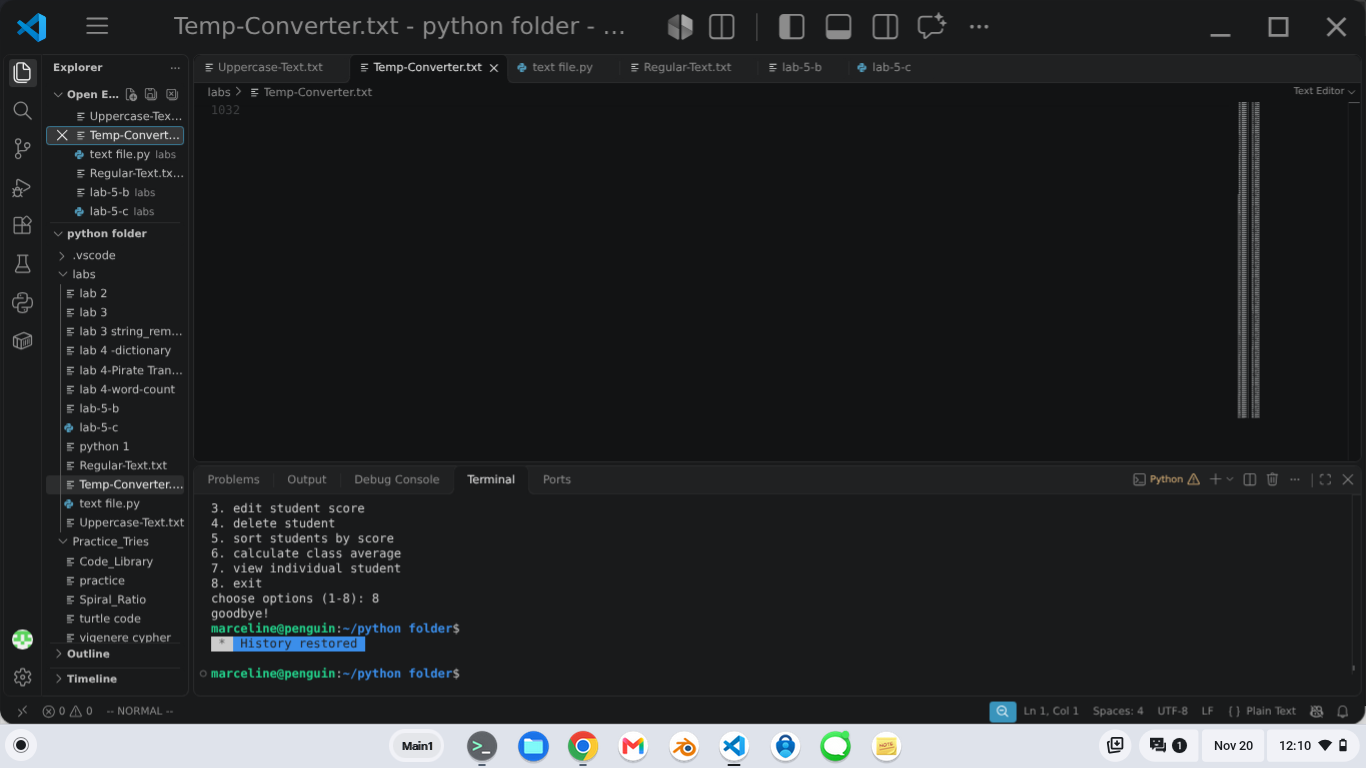 Temp-Converter.txt - python folder - ...
Explorer
Open E...
Uppercase-Tex...
Temp-Convert...
text file.py labs
Regular-Text.tx...
lab-5-b labs
lab-5-c labs
python folder
.vscode
labs
lab 2
lab 3
lab 3 string_rem...
lab 4 -dictionary
lab 4-Pirate Tran...
lab 4-word-count
lab-5-b
lab-5-c
python 1
Regular-Text.txt
Temp-Converter....
text file.py
Uppercase-Text.txt
Practice_Tries
Code_Library
practice
Spiral_Ratio
turtle code
vigenere cypher
Outline
Timeline
Uppercase-Text.txt Temp-Converter.txt text file.py Regular-Text.txt lab-5-b lab-5-c
labs > Temp-Converter.txt
Text Editor
1032
Problems Output Debug Console Terminal Ports
Python
3. edit student score
4. delete student
5. sort students by score
6. calculate class average
7. view individual student
8. exit
choose options (1-8): 8
goodbye!
marceline@penguin:~/python folder$
* History restored
marceline@penguin:~/python folder$
0 0 -- NORMAL -- Ln 1, Col 1 Spaces: 4 UTF-8 LF { } Plain Text
Main1 >_ NOTE 1 Nov 20 12:10